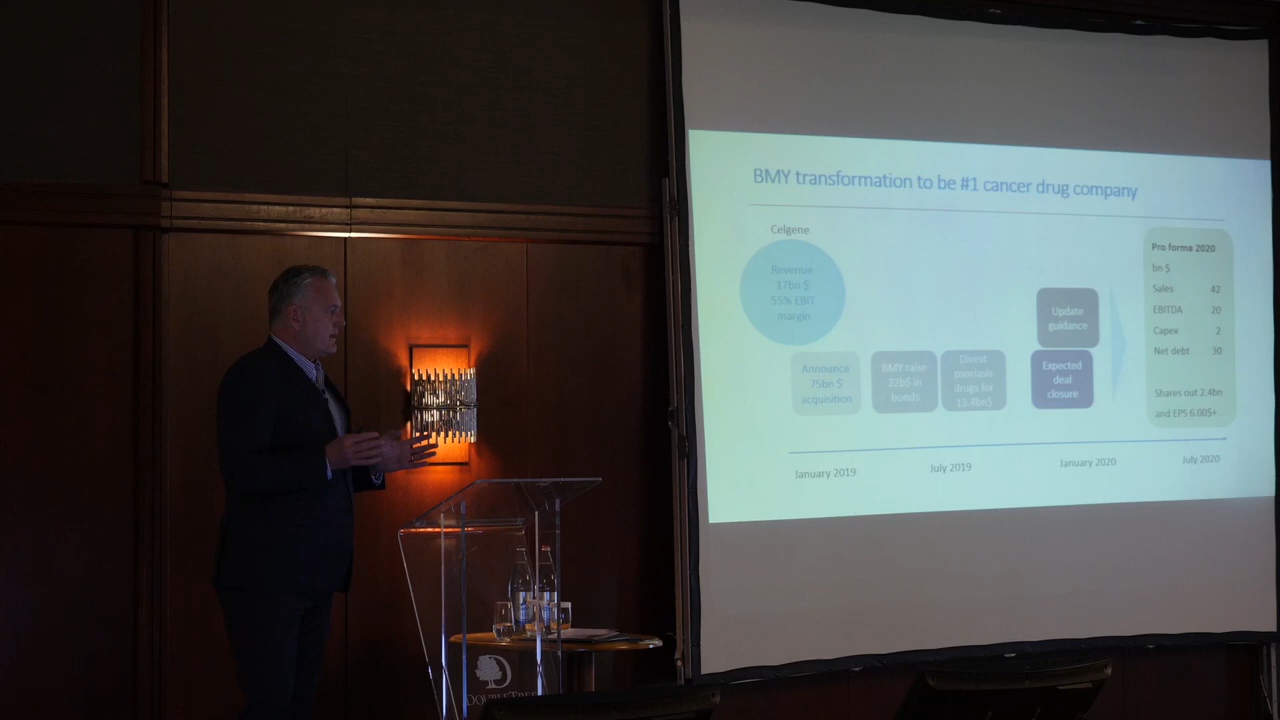 BMY transformation to be #1 cancer drug company
Celgene
Revenue
17bn $
55% EBIT
margin
Announce
75bn $
acquisition
BMY raise
22b$ in
bonds
Divest
psoriasis
drugs for
13.4bn$
Update
guidance
Expected
deal
closure
Pro forma 2020
bn $
Sales 42
EBITDA 20
Capex 2
Net debt 30
Shares out 2.4bn
and EPS 6.00$+
January 2019
July 2019
January 2020
July 2020
D
DOUBLETREE